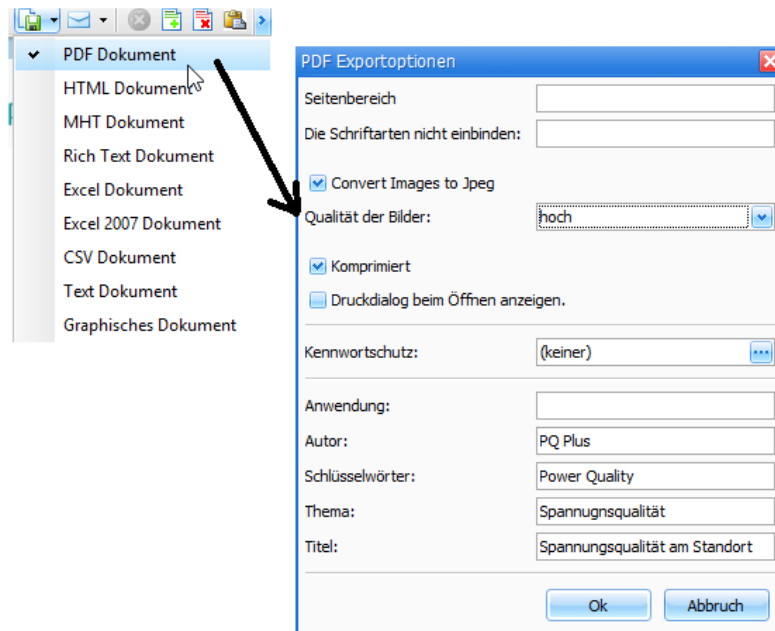 PDF Dokument
HTML Dokument
MHT Dokument
Rich Text Dokument
Excel Dokument
Excel 2007 Dokument
CSV Dokument
Text Dokument
Graphisches Dokument
PDF Exportoptionen
Seitenbereich
Die Schriftarten nicht einbinden:
Convert Images to Jpeg
Qualität der Bilder: hoch
Komprimiert
Druckdialog beim Öffnen anzeigen.
Kennwortschutz: (keiner)
Anwendung:
Autor: PQ Plus
Schlüsselwörter: Power Quality
Thema: Spannugnsqualität
Titel: Spannungsqualität am Standort
Ok Abbruch